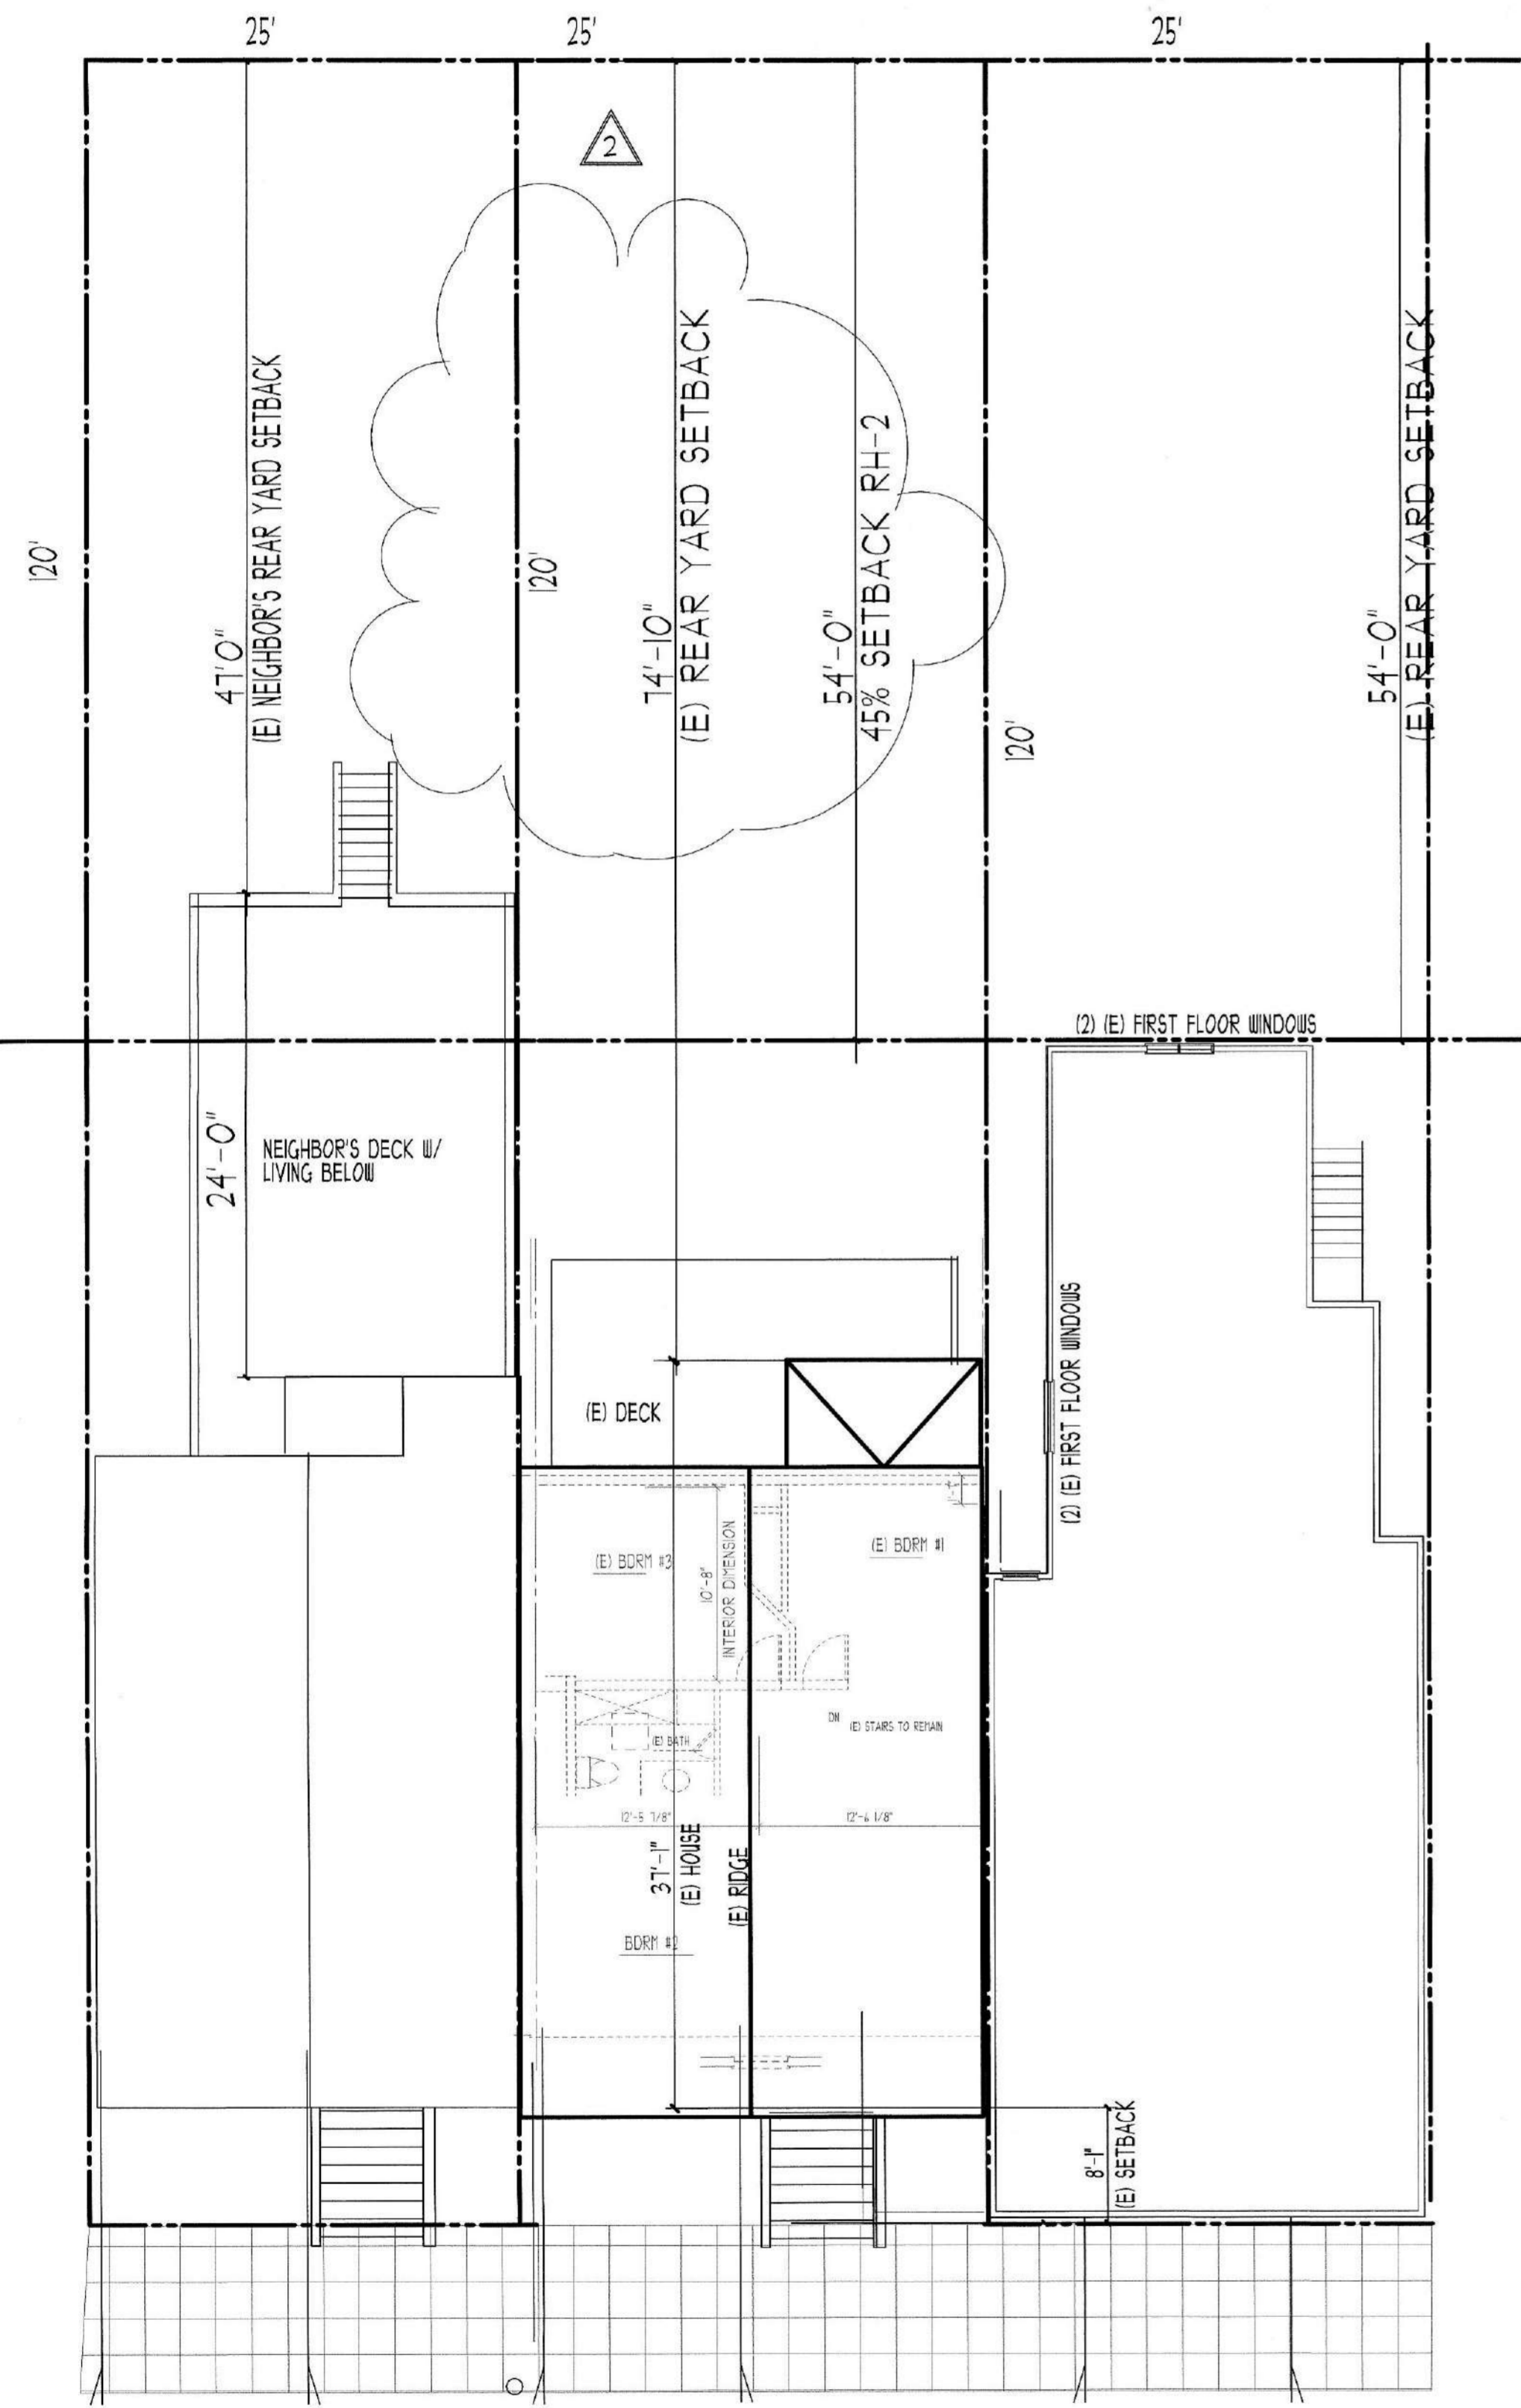 25'
25'
25'
2
120'
47'0"
(E) NEIGHBOR'S REAR YARD SETBACK
120'
74'-10"
(E) REAR YARD SETBACK
54'-0"
45% SETBACK RH-2
120'
54'-0"
(E) REAR YARD SETBACK
(2) (E) FIRST FLOOR WINDOWS
24'-0"
NEIGHBOR'S DECK W/
LIVING BELOW
(2) (E) FIRST FLOOR WINDOWS
(E) DECK
(E) BDRM #3
10'-8"
INTERIOR DIMENSION
(E) BDRM #1
DN
(E) STAIRS TO REMAIN
(E) BATH
12'-5 7/8"
12'-6 1/8"
37'-1"
(E) HOUSE
(E) RIDGE
BDRM #2
8'-1"
(E) SETBACK